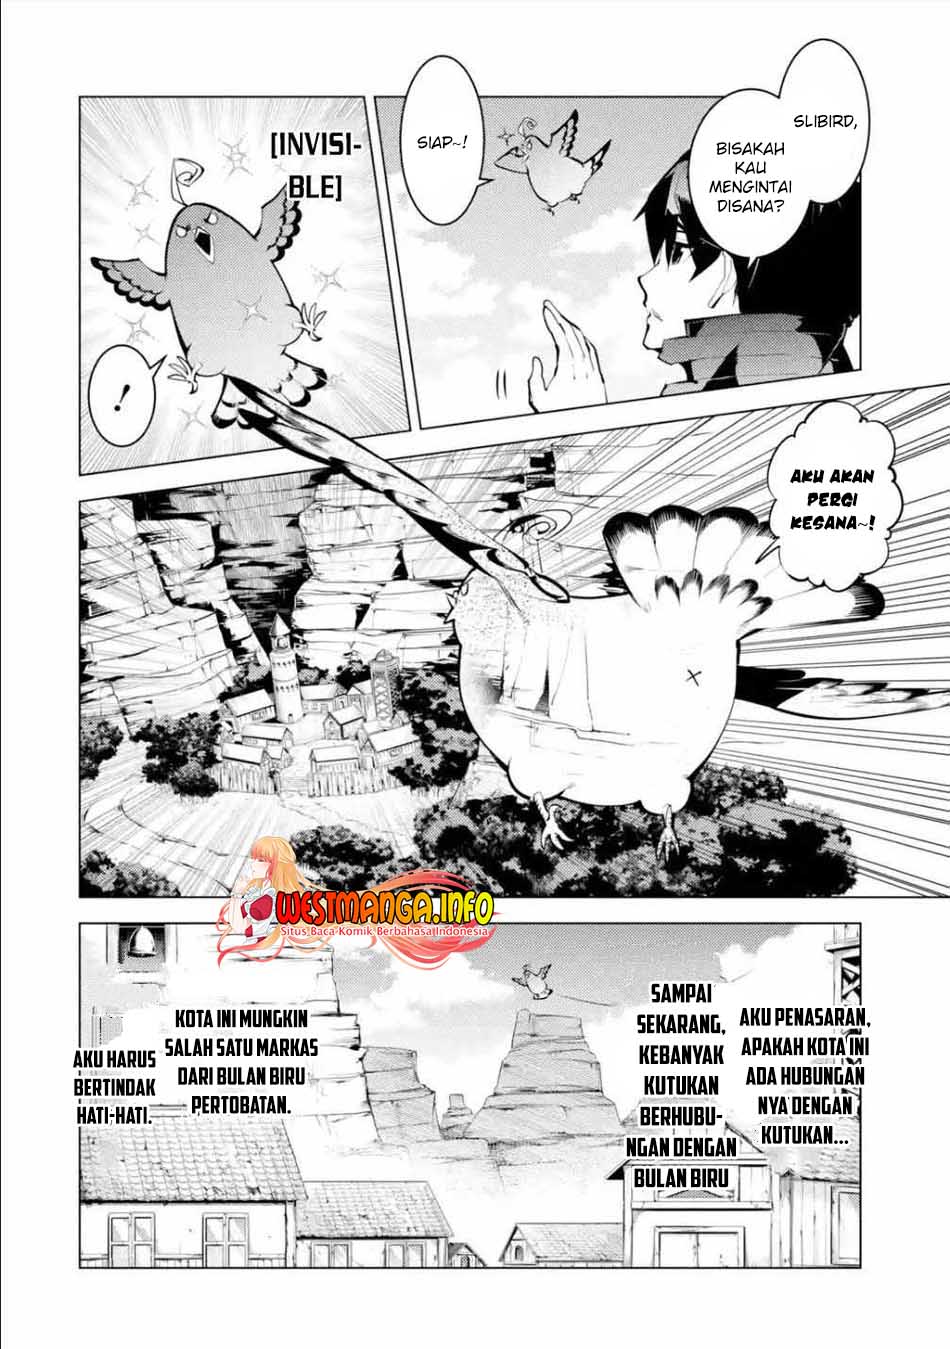 SLIBIRD,
BISAKAH
KAU
MENGINTAI
DISANA?
SIAP~!
[INVISI-
BLE]
!
AKU AKAN
PERGI
KESANA~!
WESTMANGA.INFO
Situs Baca Komik Berbahasa Indonesia
AKU PENASARAN,
APAKAH KOTA INI
ADA HUBUNGAN
NYA DENGAN
KUTUKAN...
SAMPAI
SEKARANG,
KEBANYAK
KUTUKAN
BERHUBU-
NGAN DENGAN
BULAN BIRU
KOTA INI MUNGKIN
SALAH SATU MARKAS
DARI BULAN BIRU
PERTOBATAN.
AKU HARUS
BERTINDAK
HATI-HATI.